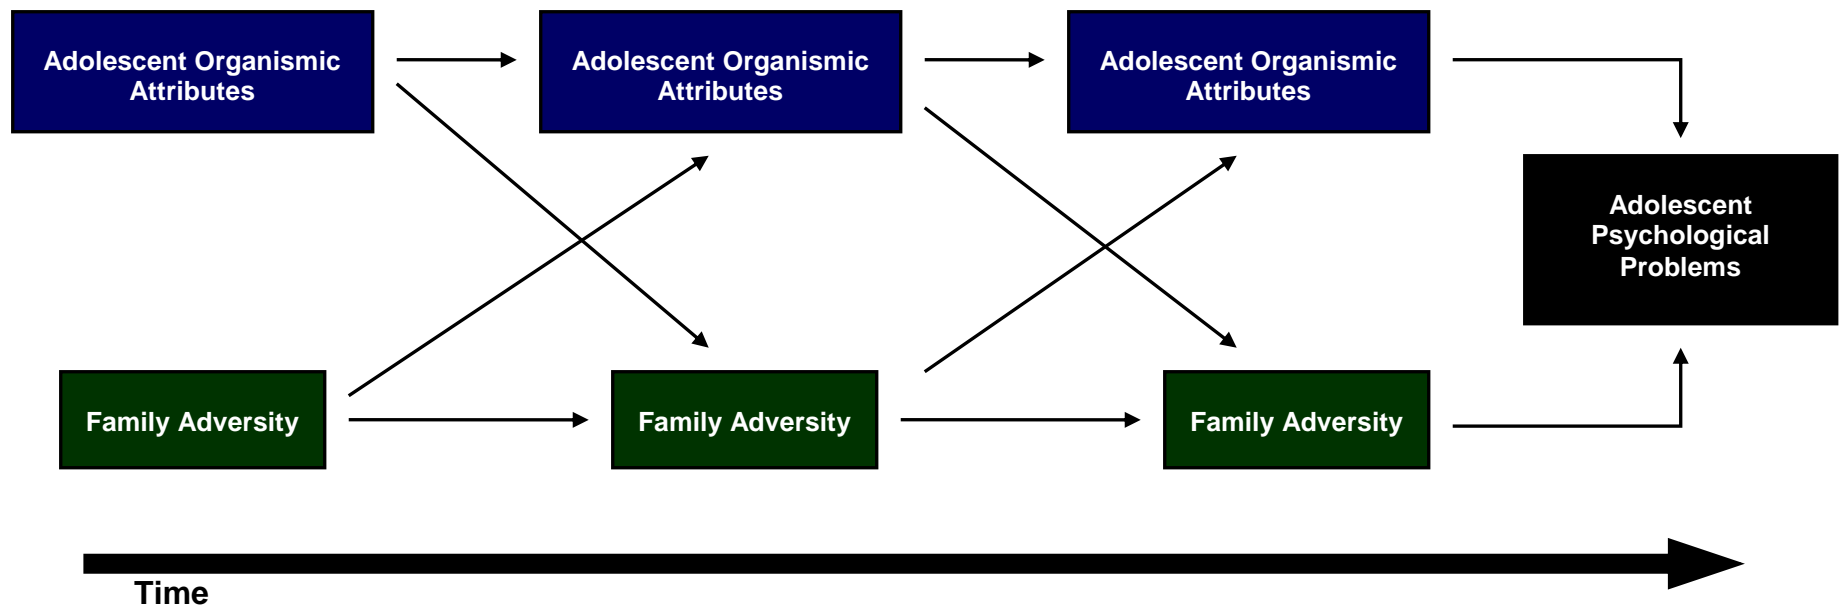 Adolescent Organismic
Attributes
Adolescent Organismic
Attributes
Adolescent Organismic
Attributes
Adolescent
Psychological
Problems
Family Adversity
Family Adversity
Family Adversity
Time